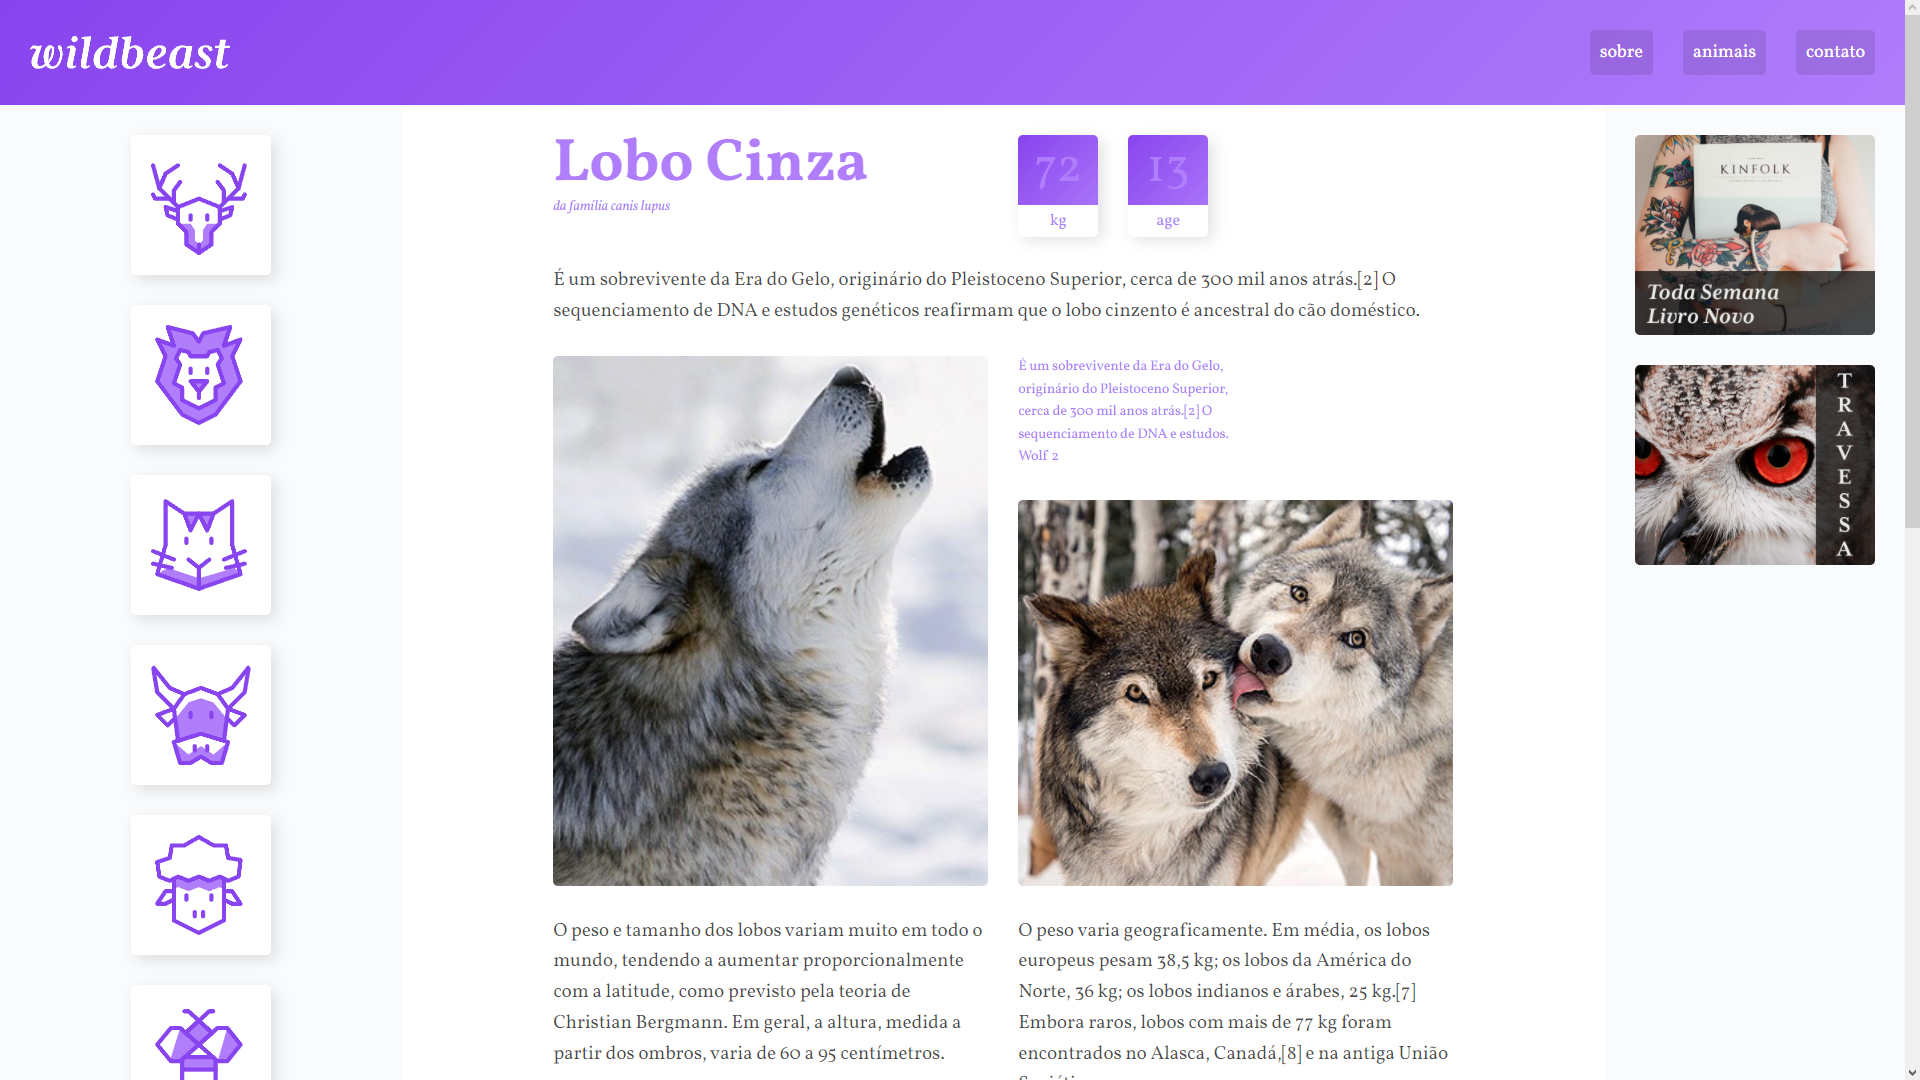 wildbeast
sobre
animais
contato
Lobo Cinza
da família canis lupus
72
kg
13
age
É um sobrevivente da Era do Gelo, originário do Pleistoceno Superior, cerca de 300 mil anos atrás.[2] O
sequenciamento de DNA e estudos genéticos reafirmam que o lobo cinzento é ancestral do cão doméstico.
É um sobrevivente da Era do Gelo,
originário do Pleistoceno Superior,
cerca de 300 mil anos atrás.[2] O
sequenciamento de DNA e estudos.
Wolf 2
O peso e tamanho dos lobos variam muito em todo o
mundo, tendendo a aumentar proporcionalmente
com a latitude, como previsto pela teoria de
Christian Bergmann. Em geral, a altura, medida a
partir dos ombros, varia de 60 a 95 centímetros.
O peso varia geograficamente. Em média, os lobos
europeus pesam 38,5 kg; os lobos da América do
Norte, 36 kg; os lobos indianos e árabes, 25 kg.[7]
Embora raros, lobos com mais de 77 kg foram
encontrados no Alasca, Canadá,[8] e na antiga União
KINFOLK
Toda Semana
Livro Novo
TRAVESSA